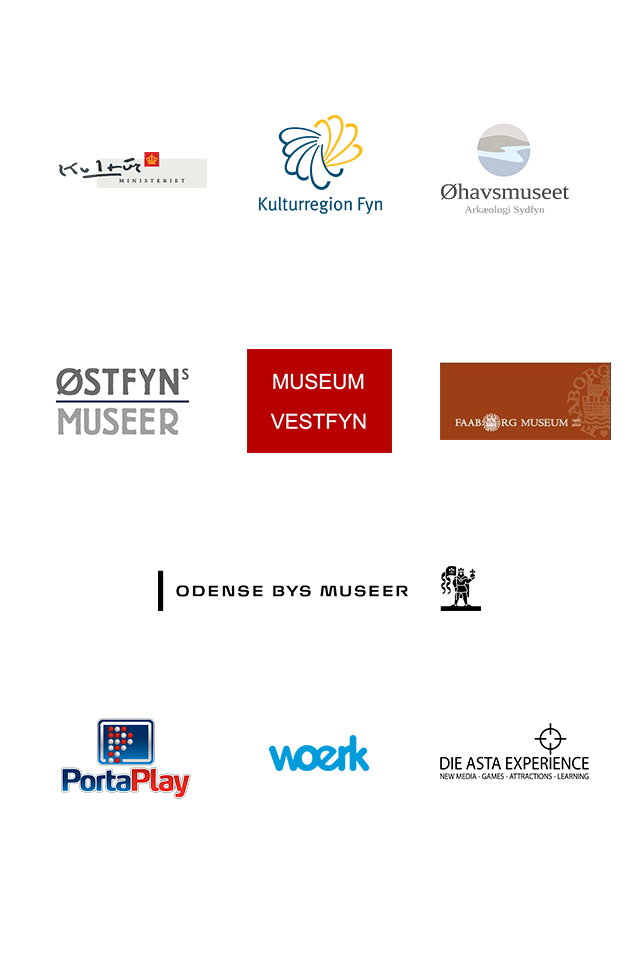 Kultur
MINISTERIET
Kulturregion Fyn
Øhavsmuseet
Arkæologi Sydfyn
ØSTFYNS
MUSEER
MUSEUM
VESTFYN
FAABORG MUSEUM
FAABORG
ODENSE BYS MUSEER
PortaPlay
woerk
DIE ASTA EXPERIENCE
NEW MEDIA - GAMES - ATTRACTIONS - LEARNING